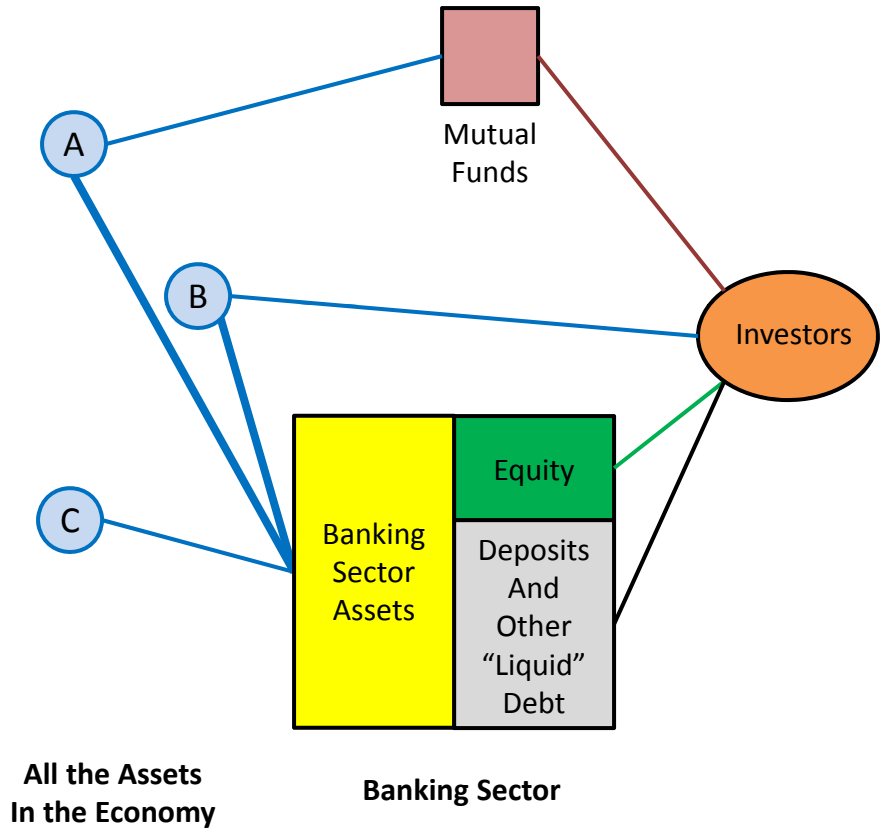 A
Mutual
Funds
B
Investors
Equity
C
Banking
Sector
Assets
Deposits
And
Other
“Liquid”
Debt
All the Assets
In the Economy
Banking Sector